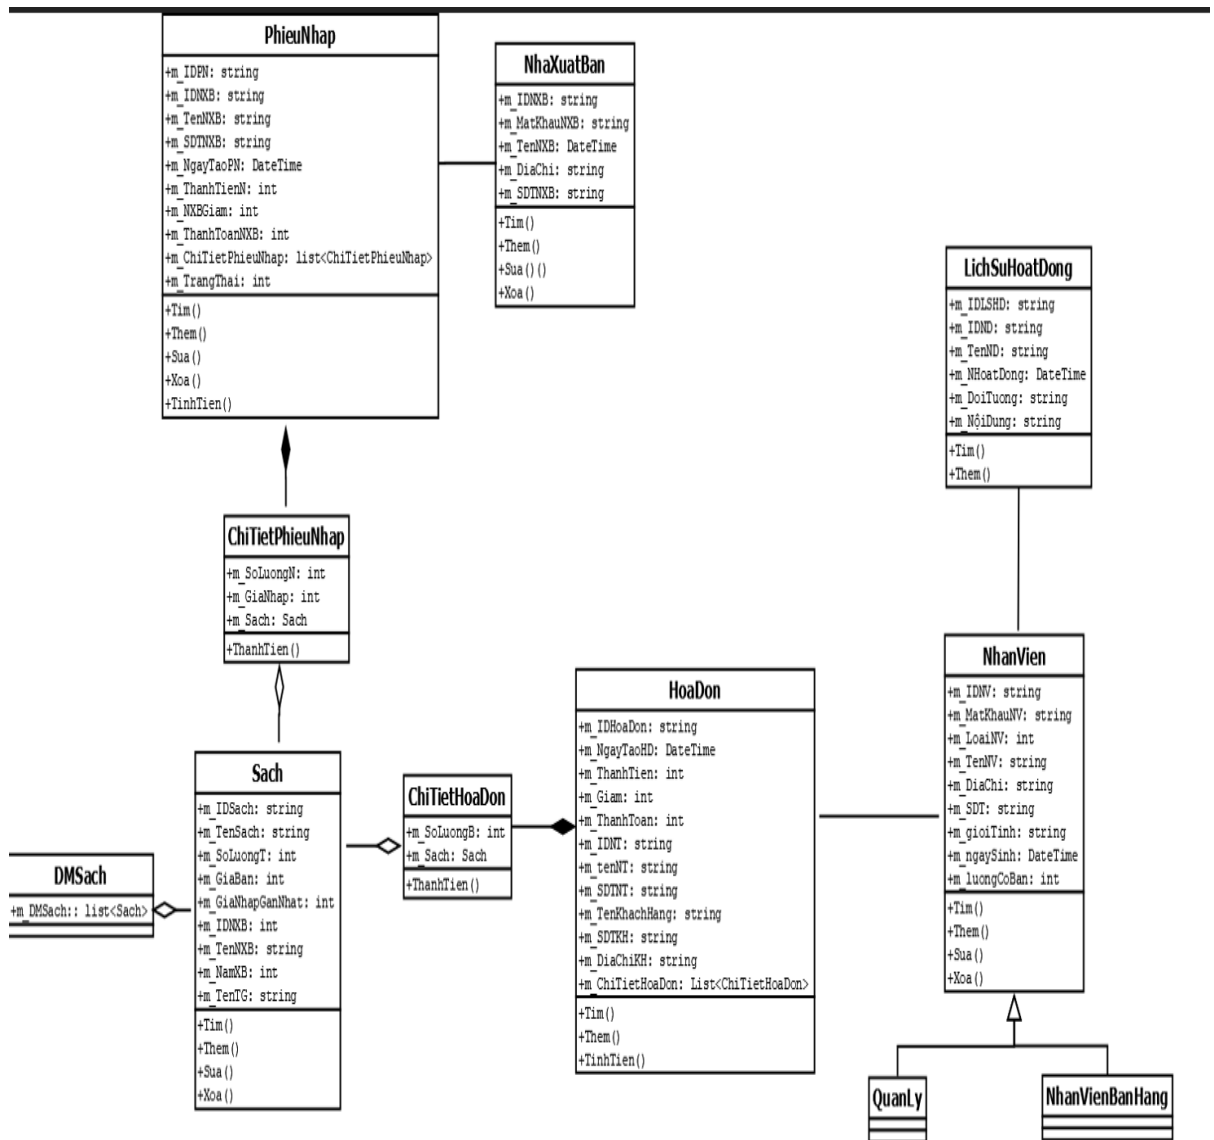 PhieuNhap
+m_IDPN: string
+m_IDNXB: string
+m_TenNXB: string
+m_SDTNXB: string
+m_NgayTaoPN: DateTime
+m_ThanhTienN: int
+m_NXBGiam: int
+m_ThanhToanNXB: int
+m_ChiTietPhieuNhap: list<ChiTietPhieuNhap>
+m_TrangThai: int
+Tim()
+Them()
+Sua()
+Xoa()
+TinhTien()
NhaXuatBan
+m_IDNXB: string
+m_MatKhauNXB: string
+m_TenNXB: DateTime
+m_DiaChi: string
+m_SDTNXB: string
+Tim()
+Them()
+Sua()()
+Xoa()
LichSuHoatDong
+m_IDLSHD: string
+m_IDND: string
+m_TenND: string
+m_NHoatDong: DateTime
+m_DoiTuong: string
+m_NộiDung: string
+Tim()
+Them()
ChiTietPhieuNhap
+m_SoLuongN: int
+m_GiaNhap: int
+m_Sach: Sach
+ThanhTien()
Sach
+m_IDSach: string
+m_TenSach: string
+m_SoLuongT: int
+m_GiaBan: int
+m_GiaNhapGanNhat: int
+m_IDNXB: int
+m_TenNXB: string
+m_NamXB: int
+m_TenTG: string
+Tim()
+Them()
+Sua()
+Xoa()
DMSach
+m_DMSach:: list<Sach>
ChiTietHoaDon
+m_SoLuongB: int
+m_Sach: Sach
+ThanhTien()
HoaDon
+m_IDHoaDon: string
+m_NgayTaoHD: DateTime
+m_ThanhTien: int
+m_Giam: int
+m_ThanhToan: int
+m_IDNT: string
+m_tenNT: string
+m_SDTNT: string
+m_TenKhachHang: string
+m_SDTKH: string
+m_DiaChiKH: string
+m_ChiTietHoaDon: List<ChiTietHoaDon>
+Tim()
+Them()
+TinhTien()
NhanVien
+m_IDNV: string
+m_MatKhauNV: string
+m_LoaiNV: int
+m_TenNV: string
+m_DiaChi: string
+m_SDT: string
+m_gioiTinh: string
+m_ngaySinh: DateTime
+m_luongCoBan: int
+Tim()
+Them()
+Sua()
+Xoa()
QuanLy
NhanVienBanHang